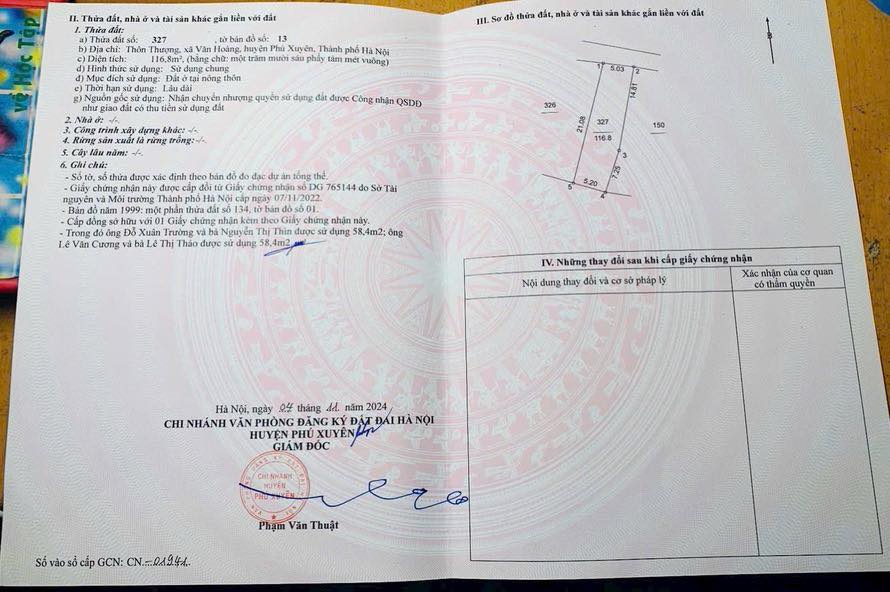 vẽ Học Tập
II. Thửa đất, nhà ở và tài sản khác gắn liền với đất
1. Thửa đất:
a) Thửa đất số: 327 , tờ bản đồ số: 13
b) Địa chỉ: Thôn Thượng, xã Văn Hoàng, huyện Phú Xuyên, Thành phố Hà Nội
c) Diện tích: 116,8m², (bằng chữ: một trăm mười sáu phẩy tám mét vuông)
d) Hình thức sử dụng: Sử dụng chung
đ) Mục đích sử dụng: Đất ở tại nông thôn
e) Thời hạn sử dụng: Lâu dài
g) Nguồn gốc sử dụng: Nhận chuyển nhượng quyền sử dụng đất được Công nhận QSDĐ
như giao đất có thu tiền sử dụng đất
2. Nhà ở: -/-.
3. Công trình xây dựng khác: -/-.
4. Rừng sản xuất là rừng trồng: -/-.
5. Cây lâu năm: -/-.
6. Ghi chú:
- Số tờ, số thửa được xác định theo bản đồ đo đạc dự án tổng thể.
- Giấy chứng nhận này được cấp đổi từ Giấy chứng nhận số DG 765144 do Sở Tài
nguyên và Môi trường Thành phố Hà Nội cấp ngày 07/11/2022.
- Bản đồ năm 1999: một phần thửa đất số 134, tờ bản đồ số 01.
- Cấp đồng sở hữu với 01 Giấy chứng nhận kèm theo Giấy chứng nhận này.
- Trong đó ông Đỗ Xuân Trường và bà Nguyễn Thị Thìn được sử dụng 58,4m2; ông
Lê Văn Cương và bà Lê Thị Thảo được sử dụng 58,4m2
Hà Nội, ngày 04 tháng 11 năm 2024
CHI NHÁNH VĂN PHÒNG ĐĂNG KÝ ĐẤT ĐAI HÀ NỘI
HUYỆN PHÚ XUYÊN
GIÁM ĐỐC
CHI NHÁNH
HUYỆN
PHÚ XUYÊN
Phạm Văn Thuật
Số vào sổ cấp GCN: CN-01941.
III. Sơ đồ thửa đất, nhà ở và tài sản khác gắn liền với đất
B
1
5.03
2
14.81
326
21.08
327
116.8
150
3
7.25
5
5.20
4
IV. Những thay đổi sau khi cấp giấy chứng nhận
Nội dung thay đổi và cơ sở pháp lý
Xác nhận của cơ quan
có thẩm quyền